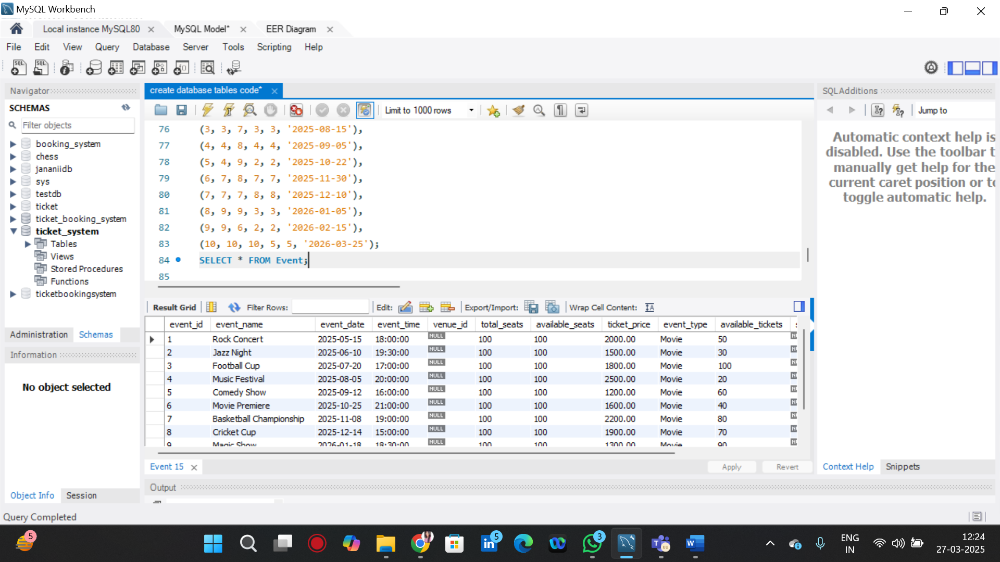 MySQL Workbench
Local instance MySQL80
MySQL Model*
EER Diagram
File Edit View Query Database Server Tools Scripting Help
Navigator
SCHEMAS
Filter objects
booking_system
chess
jananiidb
sys
testdb
ticket
ticket_booking_system
ticket_system
Tables
Views
Stored Procedures
Functions
ticketbookingsystem
Administration Schemas
Information
No object selected
Object Info Session
create database tables code*
Limit to 1000 rows
76 (3, 3, 7, 3, 3, '2025-08-15'),
77 (4, 4, 8, 4, 4, '2025-09-05'),
78 (5, 4, 9, 2, 2, '2025-10-22'),
79 (6, 7, 8, 7, 7, '2025-11-30'),
80 (7, 7, 7, 8, 8, '2025-12-10'),
81 (8, 9, 9, 3, 3, '2026-01-05'),
82 (9, 9, 6, 2, 2, '2026-02-15'),
83 (10, 10, 10, 5, 5, '2026-03-25');
84 SELECT * FROM Event;
85
Result Grid Filter Rows: Edit: Export/Import: Wrap Cell Content:
event_id event_name event_date event_time venue_id total_seats available_seats ticket_price event_type available_tickets
1 Rock Concert 2025-05-15 18:00:00 NULL 100 100 2000.00 Movie 50
2 Jazz Night 2025-06-10 19:30:00 NULL 100 100 1500.00 Movie 30
3 Football Cup 2025-07-20 17:00:00 NULL 100 100 1800.00 Movie 100
4 Music Festival 2025-08-05 20:00:00 NULL 100 100 2500.00 Movie 20
5 Comedy Show 2025-09-12 16:00:00 NULL 100 100 1200.00 Movie 60
6 Movie Premiere 2025-10-25 21:00:00 NULL 100 100 1600.00 Movie 40
7 Basketball Championship 2025-11-08 19:00:00 NULL 100 100 2200.00 Movie 80
8 Cricket Cup 2025-12-14 15:00:00 NULL 100 100 1900.00 Movie 70
9 Magic Show 2026-01-18 18:30:00 NULL 100 100 1300.00 Movie 90
Event 15
Apply Revert
Output
SQLAdditions
Jump to
Automatic context help is
disabled. Use the toolbar t
manually get help for the
current caret position or to
toggle automatic help.
Context Help Snippets
Query Completed
5
5
3
ENG
IN
12:24
27-03-2025